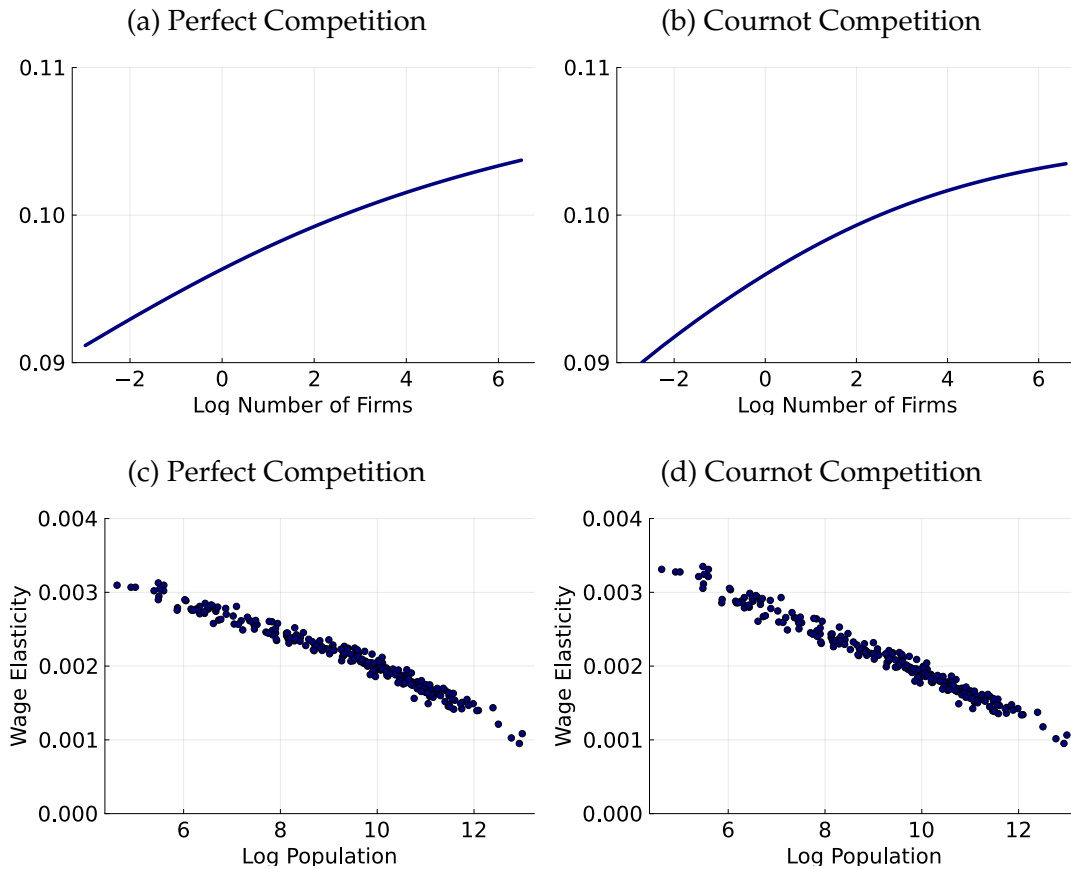 (a) Perfect Competition
(b) Cournot Competition
0.11
0.10
0.09
−2 0 2 4 6
Log Number of Firms
0.11
0.10
0.09
−2 0 2 4 6
Log Number of Firms
(c) Perfect Competition
(d) Cournot Competition
Wage Elasticity
0.004
0.003
0.002
0.001
0.000
6 8 10 12
Log Population
Wage Elasticity
0.004
0.003
0.002
0.001
0.000
6 8 10 12
Log Population